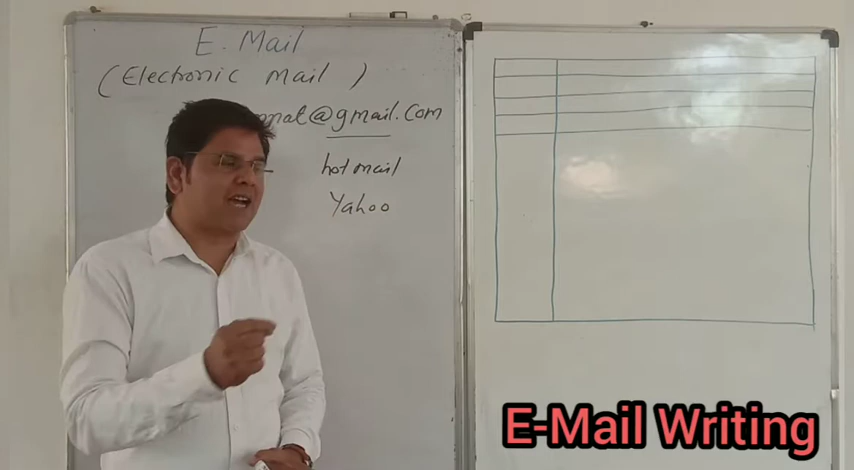 E. Mail
(Electronic mail)
@gmail.com
hotmail
Yahoo
E-Mail Writing